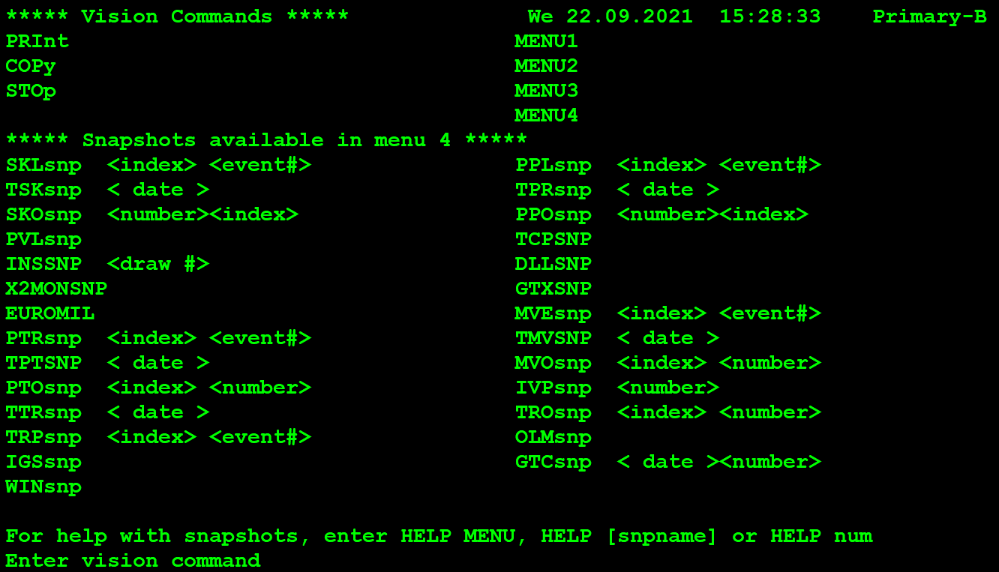 ***** Vision Commands *****              We 22.09.2021  15:28:33    Primary-B
PRInt                                   MENU1
COPy                                    MENU2
STOp                                    MENU3
                                        MENU4
***** Snapshots available in menu 4 *****
SKLsnp  <index> <event#>                PPLsnp  <index> <event#>
TSKsnp  < date >                        TPRsnp  < date >
SKOsnp  <number><index>                 PPOsnp  <number><index>
PVLsnp                                  TCPSNP
INSSNP  <draw #>                        DLLSNP
X2MONSNP                                GTXSNP
EUROMIL                                 MVEsnp  <index> <event#>
PTRsnp  <index> <event#>                TMVSNP  < date >
TPTSNP  < date >                        MVOsnp  <index> <number>
PTOsnp  <index> <number>                IVPsnp  <number>
TTRsnp  < date >                        TROsnp  <index> <number>
TRPsnp  <index> <event#>                OLMsnp
IGSsnp                                  GTCsnp  < date ><number>
WINsnp

For help with snapshots, enter HELP MENU, HELP [snpname] or HELP num
Enter vision command